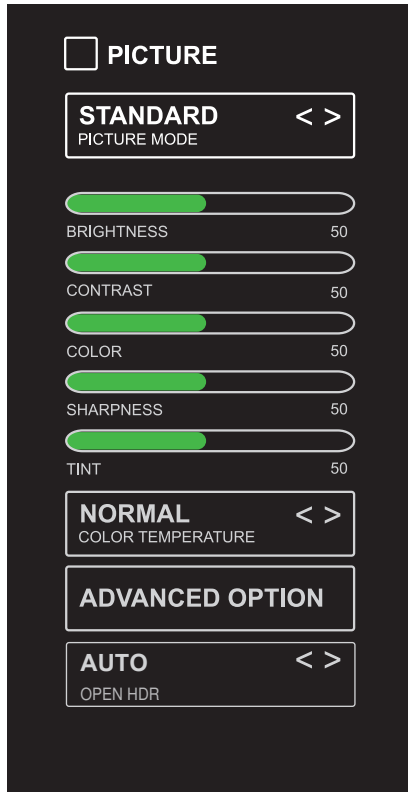 PICTURE
STANDARD < >
PICTURE MODE
BRIGHTNESS 50
CONTRAST 50
COLOR 50
SHARPNESS 50
TINT 50
NORMAL < >
COLOR TEMPERATURE
ADVANCED OPTION
AUTO < >
OPEN HDR